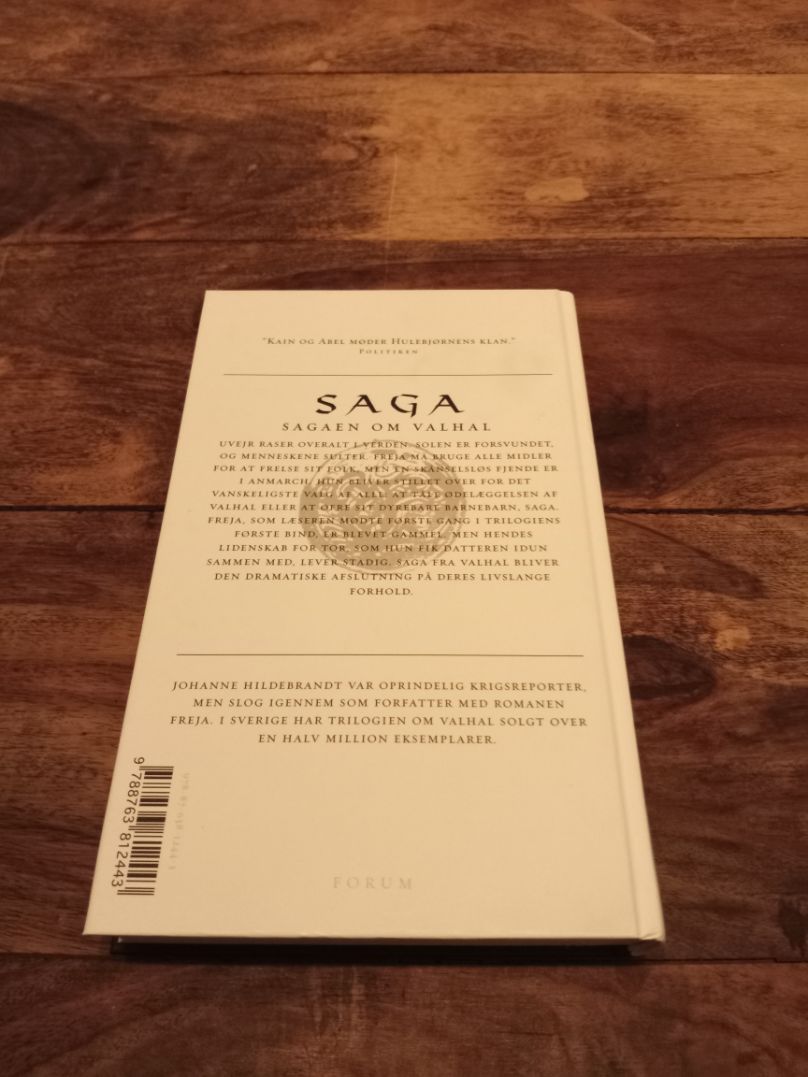 "Kain og Abel møder Hulebjørnens klan."
Politiken
SAGA
SAGAEN OM VALHAL
UVEJR RASER OVERALT I VERDEN. SOLEN ER FORSVUNDET,
OG MENNESKENE SULTER. FREJA MÅ BRUGE ALLE MIDLER
FOR AT FRELSE SIT FOLK, MEN EN SKÅNSELSLØS FJENDE ER
I ANMARCH. HUN BLIVER STILLET OVER FOR DET
VANSKELIGSTE VALG AF ALLE: AT TÅLE ØDELÆGGELSEN AF
VALHAL ELLER AT OFRE SIT DYREBARE BARNEBARN, SAGA.
FREJA, SOM LÆSEREN MØDTE FØRSTE GANG I TRILOGIENS
FØRSTE BIND, ER BLEVET GAMMEL, MEN HENDES
LIDENSKAB FOR TOR, SOM HUN FIK DATTEREN IDUN
SAMMEN MED, LEVER STADIG. SAGA FRA VALHAL BLIVER
DEN DRAMATISKE AFSLUTNING PÅ DERES LIVSLANGE
FORHOLD.
JOHANNE HILDEBRANDT VAR OPRINDELIG KRIGSREPORTER,
MEN SLOG IGENNEM SOM FORFATTER MED ROMANEN
FREJA. I SVERIGE HAR TRILOGIEN OM VALHAL SOLGT OVER
EN HALV MILLION EKSEMPLARER.
9 788763 812443
978-87-638-1244-3
FORUM